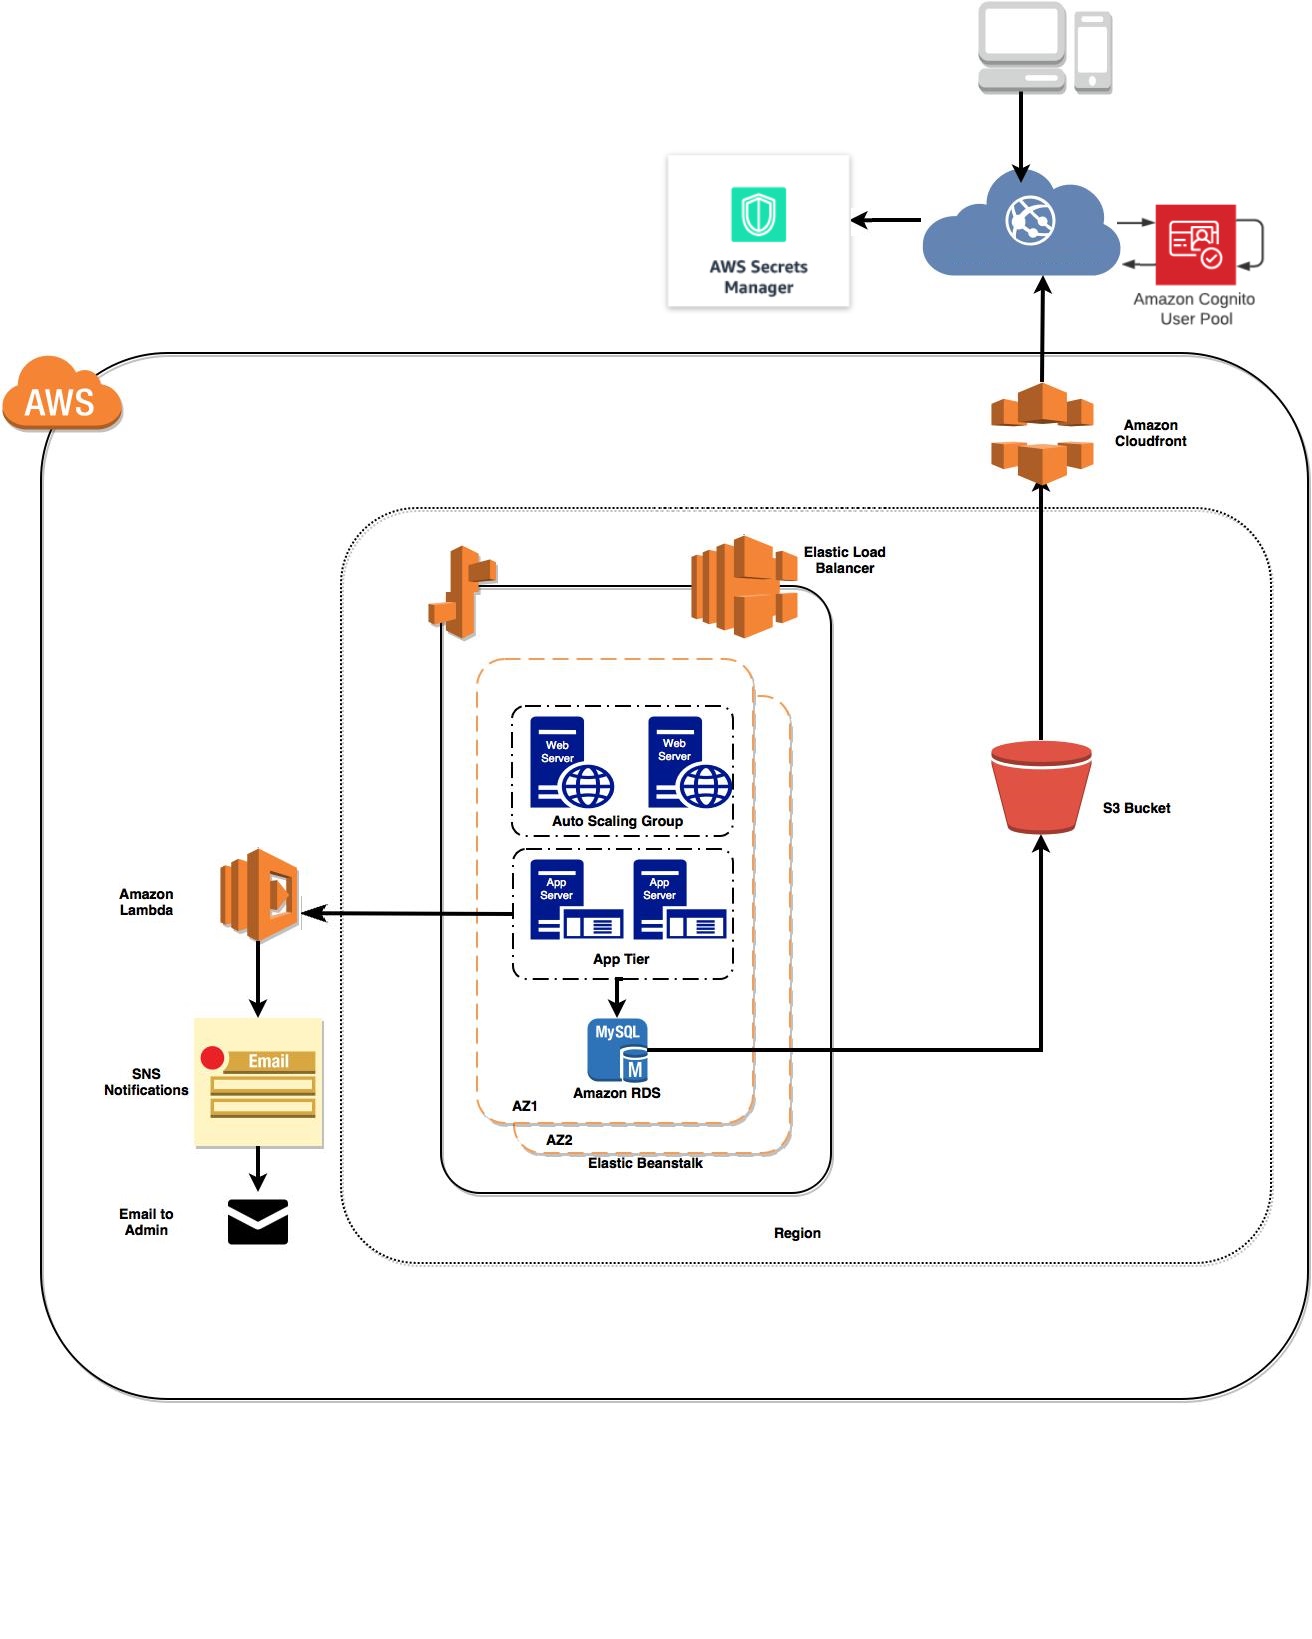 AWS Secrets
Manager
Amazon Cognito
User Pool
AWS
Amazon
Cloudfront
Elastic Load
Balancer
Web
Server
Web
Server
Auto Scaling Group
S3 Bucket
App
Server
App
Server
Amazon
Lambda
App Tier
MySQL
M
Amazon RDS
Email
SNS
Notifications
AZ1
AZ2
Elastic Beanstalk
Email to
Admin
Region